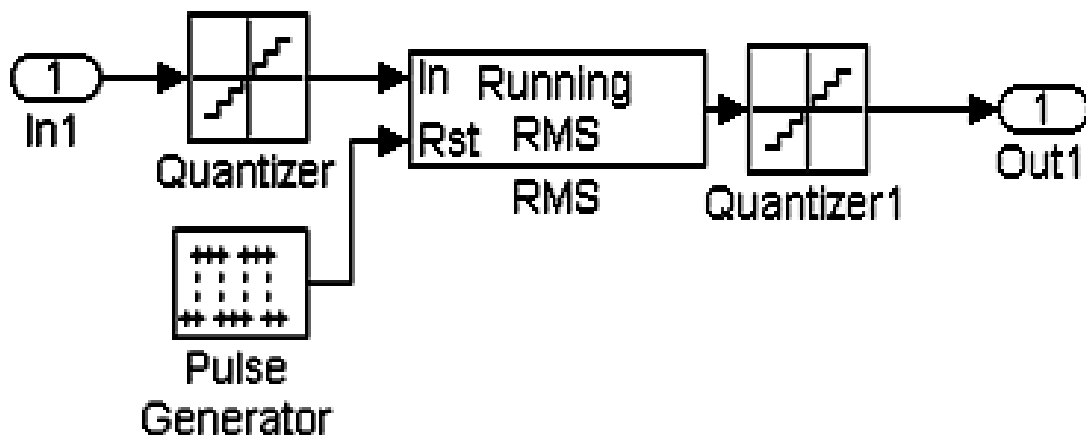 1
In1
Quantizer
In
Rst
Running
RMS
RMS
Quantizer1
1
Out1
Pulse
Generator